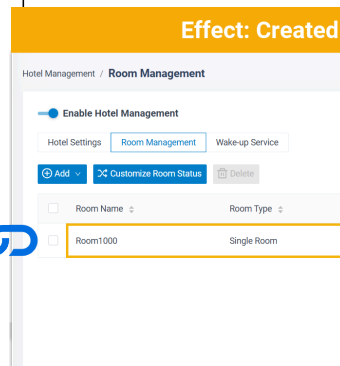 Effect: Created
Hotel Management / Room Management
Enable Hotel Management
Hotel Settings Room Management Wake-up Service
Add Customize Room Status Delete
Room Name Room Type
Room1000 Single Room